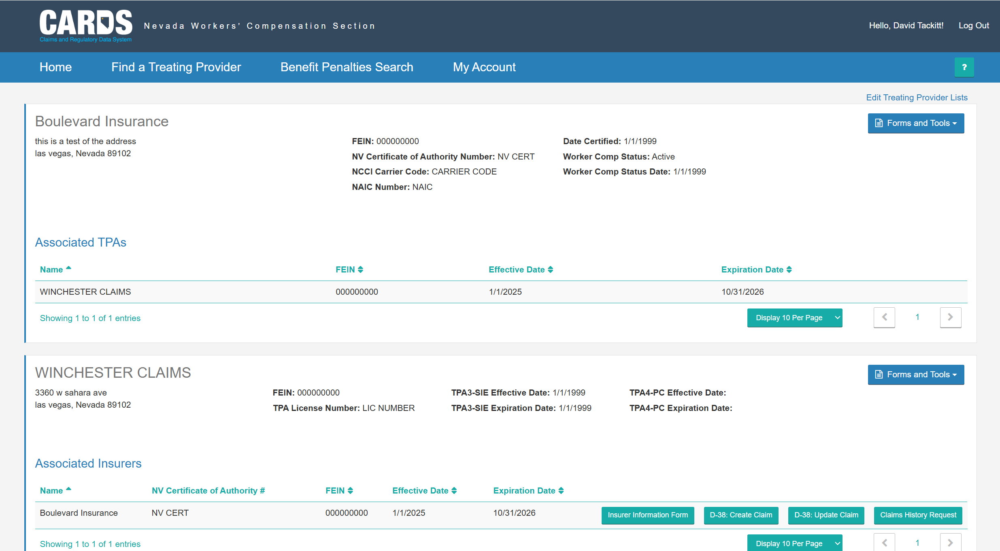 CARDS
Claims and Regulatory Data System
Nevada Workers' Compensation Section
Hello, David Tackitt! Log Out
Home Find a Treating Provider Benefit Penalties Search My Account ?
Edit Treating Provider Lists
Boulevard Insurance
Forms and Tools
this is a test of the address
las vegas, Nevada 89102
FEIN: 000000000
NV Certificate of Authority Number: NV CERT
NCCI Carrier Code: CARRIER CODE
NAIC Number: NAIC
Date Certified: 1/1/1999
Worker Comp Status: Active
Worker Comp Status Date: 1/1/1999
Associated TPAs
Name FEIN Effective Date Expiration Date
WINCHESTER CLAIMS 000000000 1/1/2025 10/31/2026
Showing 1 to 1 of 1 entries Display 10 Per Page 1
WINCHESTER CLAIMS
Forms and Tools
3360 w sahara ave
las vegas, Nevada 89102
FEIN: 000000000
TPA License Number: LIC NUMBER
TPA3-SIE Effective Date: 1/1/1999
TPA3-SIE Expiration Date: 1/1/1999
TPA4-PC Effective Date:
TPA4-PC Expiration Date:
Associated Insurers
Name NV Certificate of Authority # FEIN Effective Date Expiration Date
Boulevard Insurance NV CERT 000000000 1/1/2025 10/31/2026 Insurer Information Form D-38: Create Claim D-38: Update Claim Claims History Request
Showing 1 to 1 of 1 entries Display 10 Per Page 1